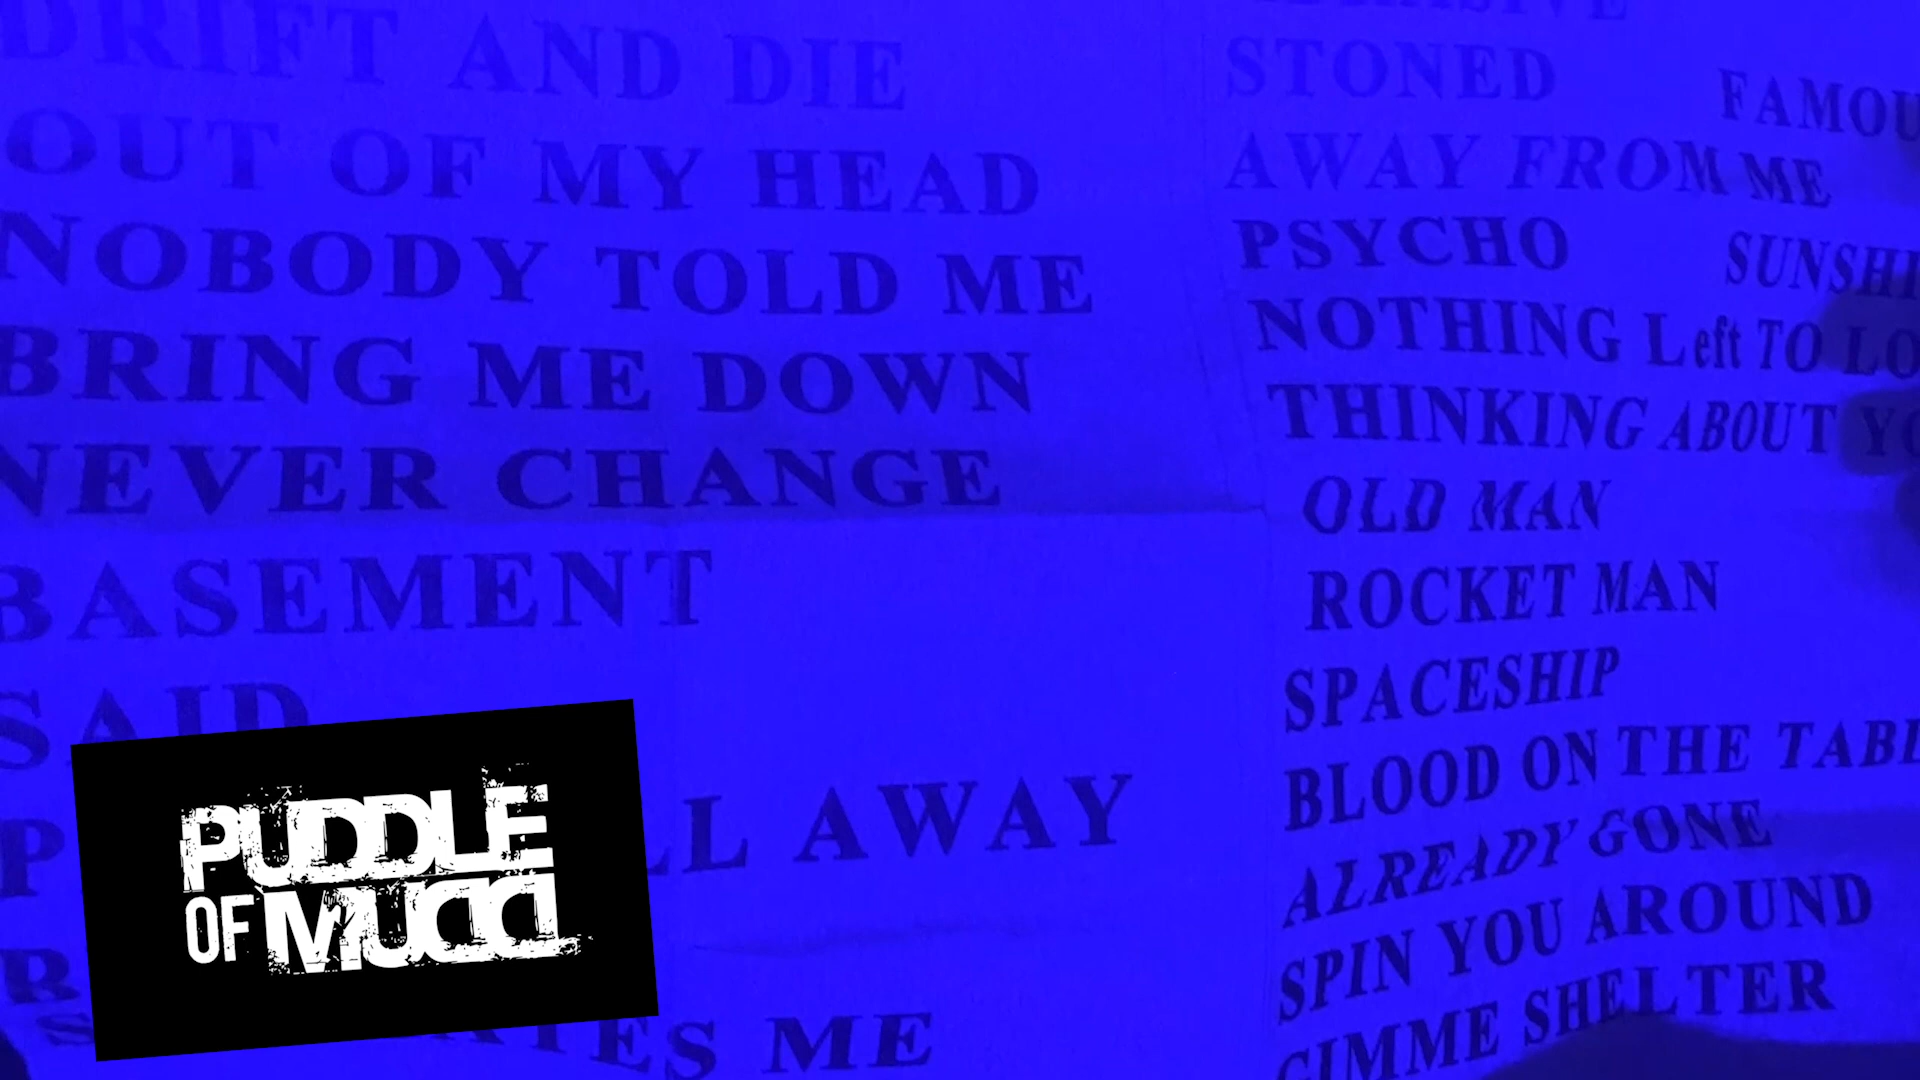 DRIFT AND DIE
OUT OF MY HEAD
NOBODY TOLD ME
BRING ME DOWN
NEVER CHANGE
BASEMENT
SAID
AWAY
ME
STONED
AWAY FROM ME
PSYCHO
NOTHING Left TO
THINKING ABOUT
OLD MAN
ROCKET MAN
SPACESHIP
BLOOD ON THE
ALREADY GONE
SPIN YOU AROUND
GIMME SHELTER
PUDDLE
OF MUDD